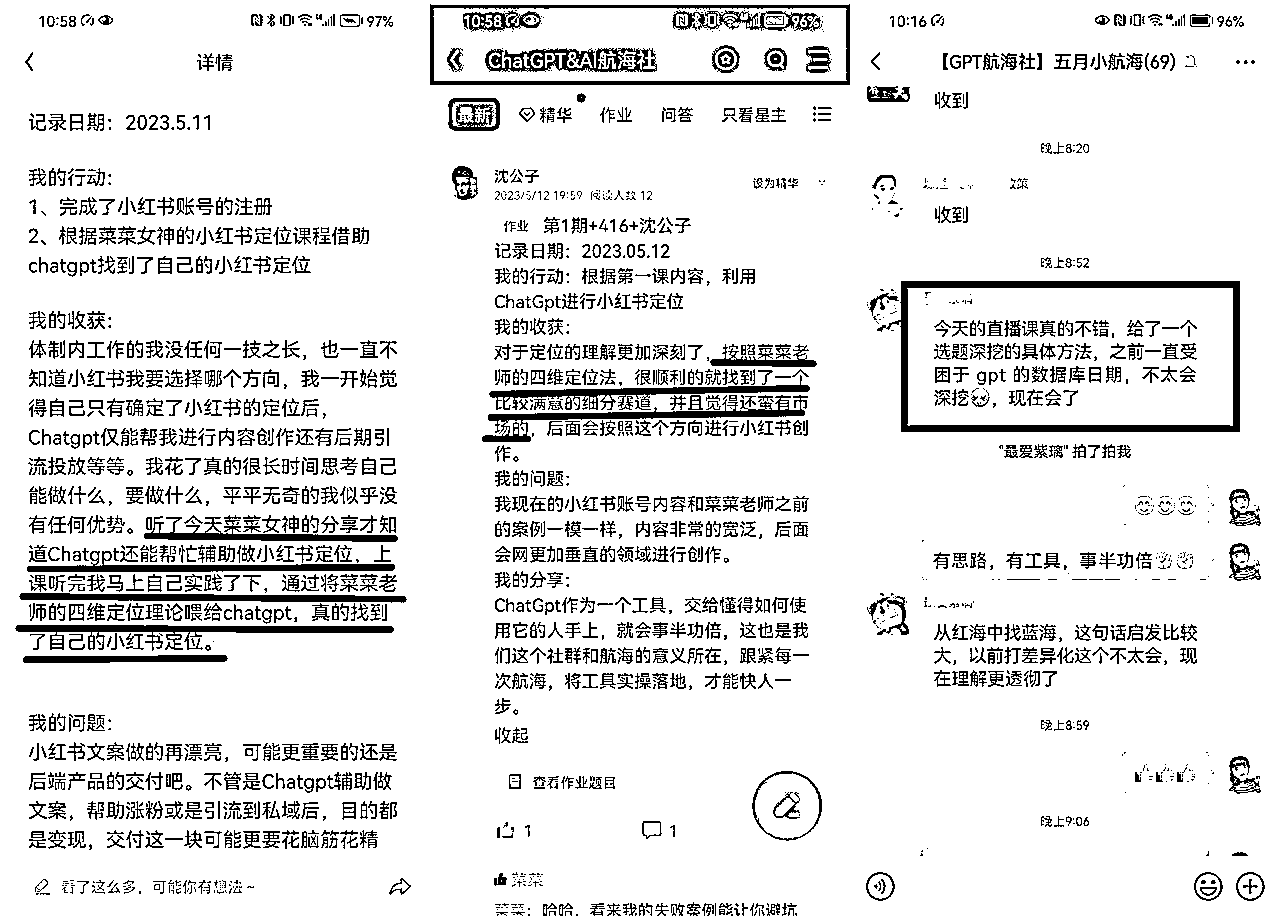 10:58
97%
详情
记录日期：2023.5.11
我的行动：
1、完成了小红书账号的注册
2、根据菜菜女神的小红书定位课程借助
chatgpt找到了自己的小红书定位
我的收获：
体制内工作的我没任何一技之长，也一直不
知道小红书我要选择哪个方向，我一开始觉
得自己只有确定了小红书的定位后，
Chatgpt仅能帮我进行内容创作还有后期引
流投放等等。我花了真的很长时间思考自己
能做什么，要做什么，平平无奇的我似乎没
有任何优势。听了今天菜菜女神的分享才知
道Chatgpt还能帮忙辅助做小红书定位，上
课听完我马上自己实践了下，通过将菜菜老
师的四维定位理论喂给chatgpt，真的找到
了自己的小红书定位。
我的问题：
小红书文案做的再漂亮，可能更重要的还是
后端产品的交付吧。不管是Chatgpt辅助做
文案，帮助涨粉或是引流到私域后，目的都
是变现，交付这一块可能更要花脑筋花精
看了这么多，可能你有想法~
10:58
96%
ChatGPT&AI航海社
最新
精华
作业
问答
只看星主
沈公子
2023/5/12 19:59 阅读人数 12
设为精华
作业 第1期+416+沈公子
记录日期：2023.05.12
我的行动：根据第一课内容，利用
ChatGpt进行小红书定位
我的收获：
对于定位的理解更加深刻了，按照菜菜老
师的四维定位法，很顺利的就找到了一个
比较满意的细分赛道，并且觉得还蛮有市
场的，后面会按照这个方向进行小红书创
作。
我的问题：
我现在的小红书账号内容和菜菜老师之前
的案例一模一样，内容非常的宽泛，后面
会网更加垂直的领域进行创作。
我的分享：
ChatGpt作为一个工具，交给懂得如何使
用它的人手上，就会事半功倍，这也是我
们这个社群和航海的意义所在，跟紧每一
次航海，将工具实操落地，才能快人一
步。
收起
查看作业题目
1
1
菜菜
菜菜：哈哈，看来我的失败案例能让你避坑
10:16
96%
【GPT航海社】五月小航海(69)
收到
晚上8:20
收到
晚上8:52
今天的直播课真的不错，给了一个
选题深挖的具体方法，之前一直受
困于 gpt 的数据库日期，不太会
深挖，现在会了
"最爱紫璃" 拍了拍我
有思路，有工具，事半功倍
从红海中找蓝海，这句话启发比较
大，以前打差异化这个不太会，现
在理解更透彻了
晚上8:59
晚上9:06